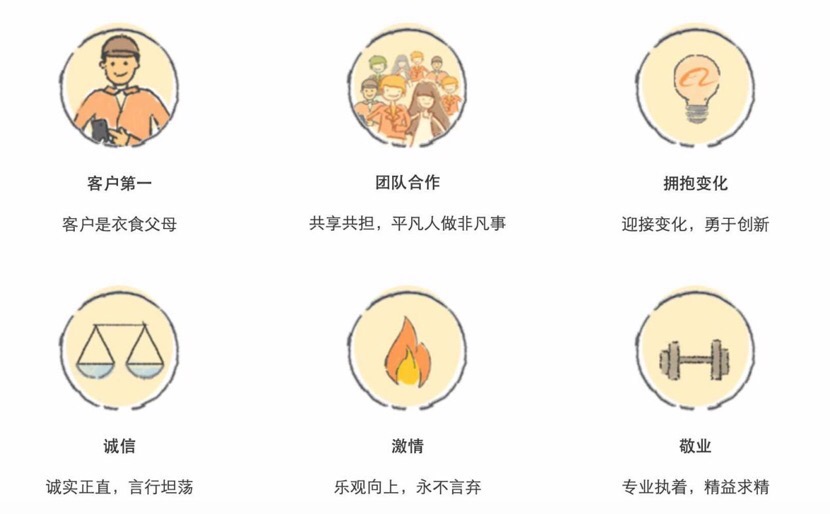 客户第一
客户是衣食父母
团队合作
共享共担，平凡人做非凡事
拥抱变化
迎接变化，勇于创新
诚信
诚实正直，言行坦荡
激情
乐观向上，永不言弃
敬业
专业执着，精益求精